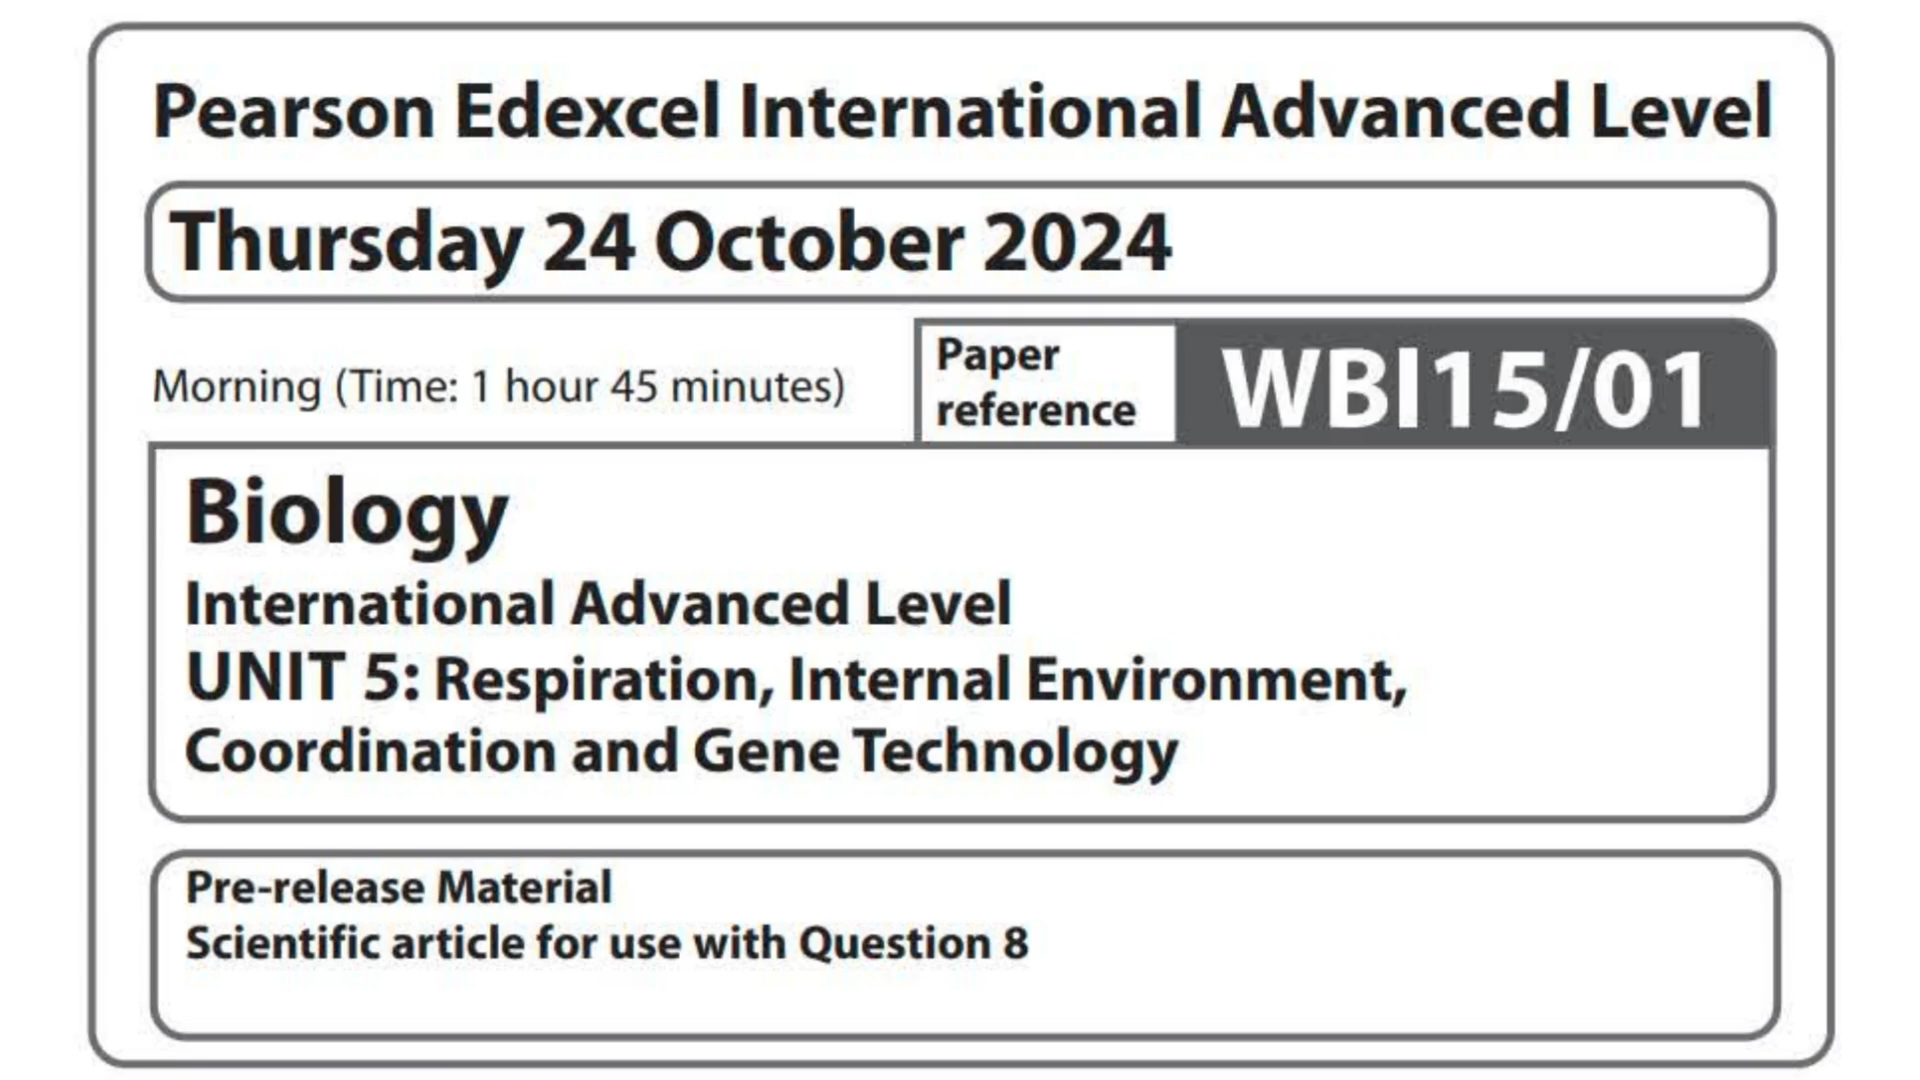 Pearson Edexcel International Advanced Level
Thursday 24 October 2024
Morning (Time: 1 hour 45 minutes)
Paper
reference
WBI15/01
Biology
International Advanced Level
UNIT 5: Respiration, Internal Environment,
Coordination and Gene Technology
Pre-release Material
Scientific article for use with Question 8